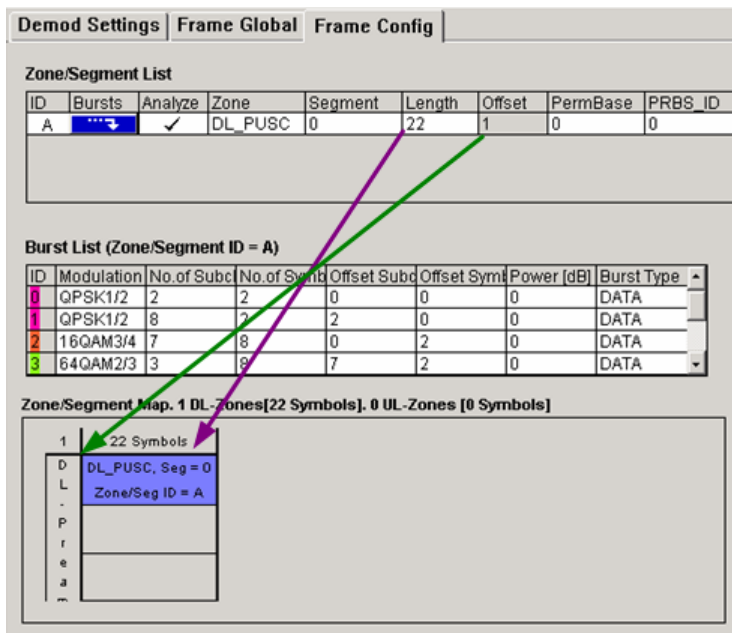 Demod Settings Frame Global Frame Config
Zone/Segment List
ID Bursts Analyze Zone Segment Length Offset PermBase PRBS_ID
A DL_PUSC 0 22 1 0 0
Burst List (Zone/Segment ID = A)
ID Modulation No.of Subcl No.of Symb Offset Subc Offset Syml Power [dB] Burst Type
0 QPSK1/2 2 2 0 0 0 DATA
1 QPSK1/2 8 2 2 0 0 DATA
2 16QAM3/4 7 8 0 2 0 DATA
3 64QAM2/3 3 8 7 2 0 DATA
Zone/Segment Map. 1 DL-Zones[22 Symbols]. 0 UL-Zones [0 Symbols]
1 22 Symbols
DL_PUSC, Seg = 0
Zone/Seg ID = A
D
L
-
P
r
e
a